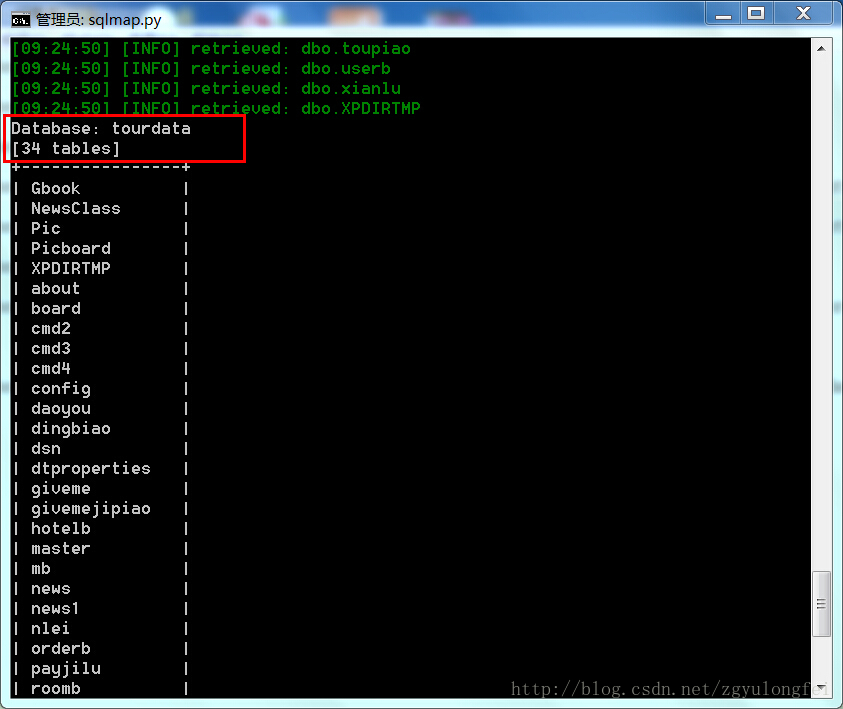 管理员: sqlmap.py
[09:24:50] [INFO] retrieved: dbo.toupiao
[09:24:50] [INFO] retrieved: dbo.userb
[09:24:50] [INFO] retrieved: dbo.xianlu
[09:24:50] [INFO] retrieved: dbo.XPDIRTMP
Database: tourdata
[34 tables]
+----------------+
| Gbook          |
| NewsClass      |
| Pic            |
| Picboard       |
| XPDIRTMP       |
| about          |
| board          |
| cmd2           |
| cmd3           |
| cmd4           |
| config         |
| daoyou         |
| dingbiao       |
| dsn            |
| dtproperties   |
| giveme         |
| givemejipiao   |
| hotelb         |
| master         |
| mb             |
| news           |
| news1          |
| nlei           |
| orderb         |
| payjilu        |
| roomb          |
http://blog.csdn.net/zgyulongfei